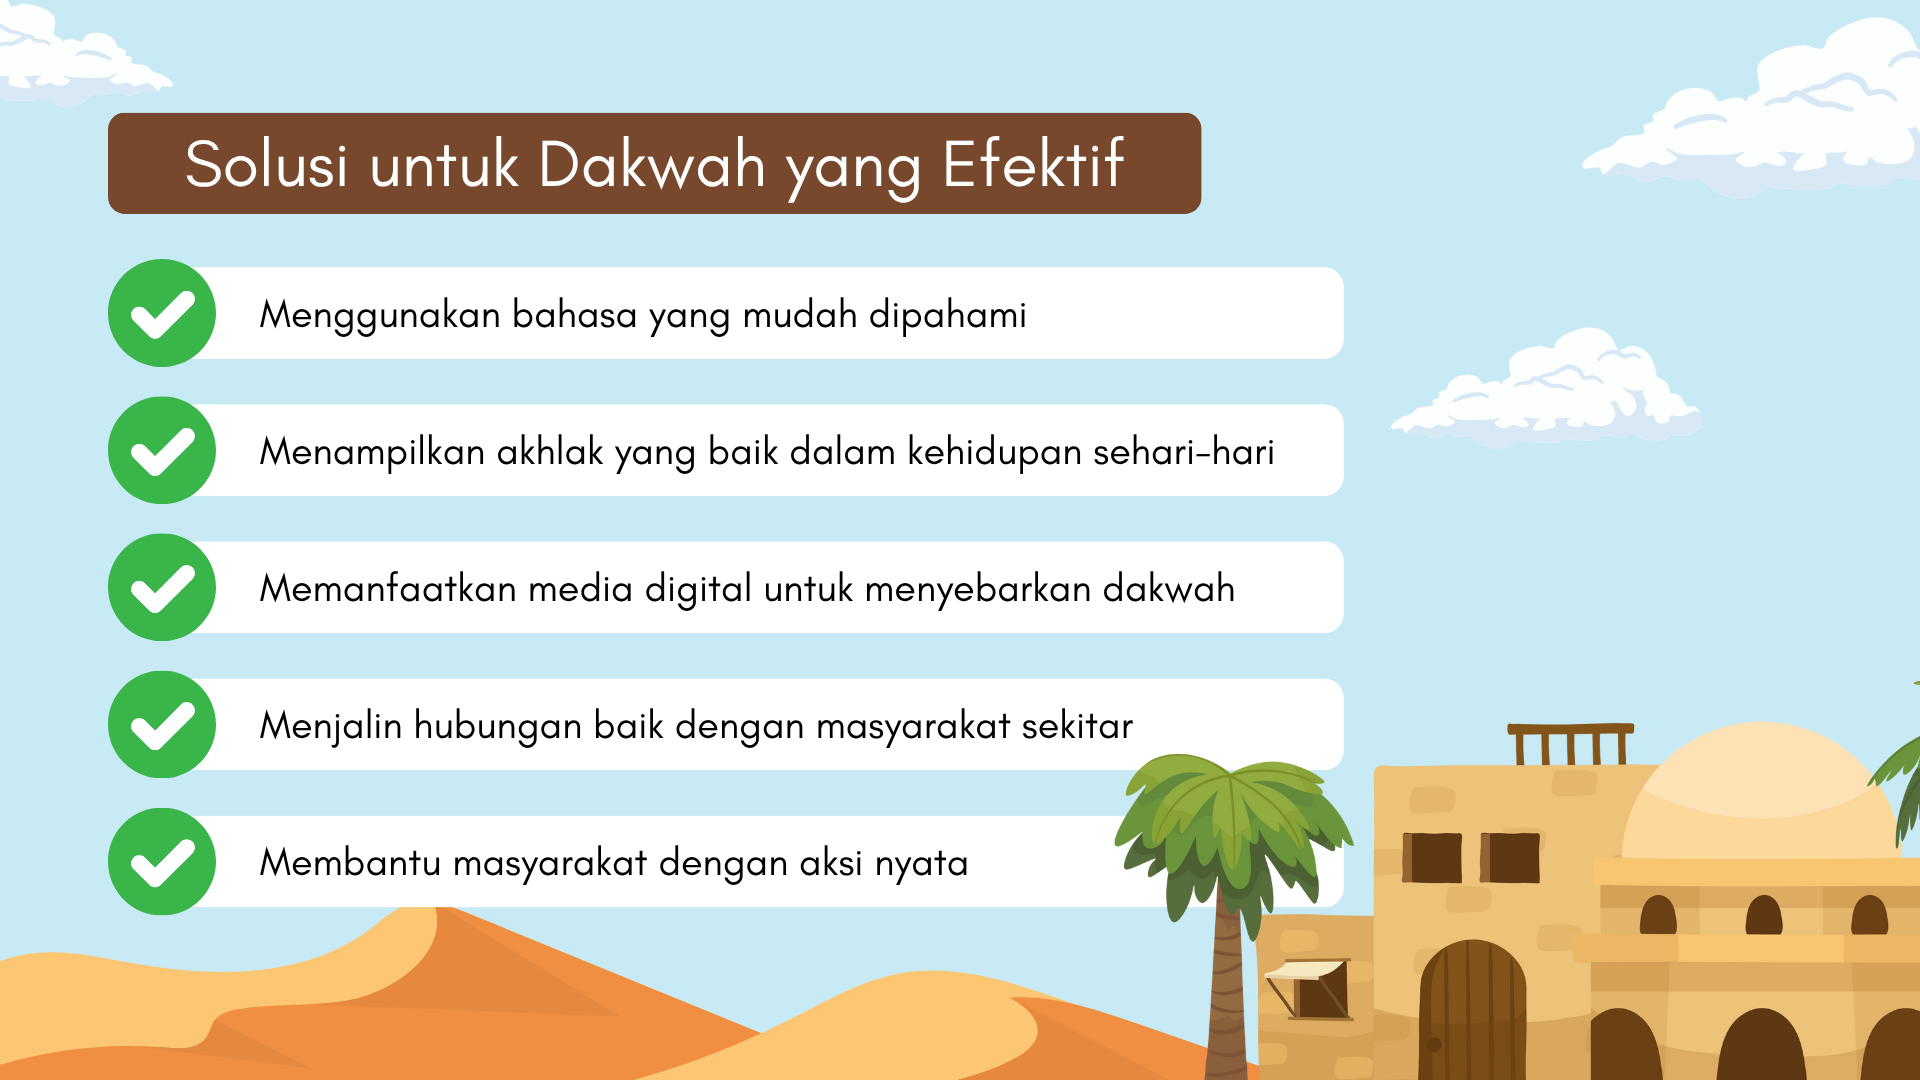 Solusi untuk Dakwah yang Efektif
Menggunakan bahasa yang mudah dipahami
Menampilkan akhlak yang baik dalam kehidupan sehari-hari
Memanfaatkan media digital untuk menyebarkan dakwah
Menjalin hubungan baik dengan masyarakat sekitar
Membantu masyarakat dengan aksi nyata